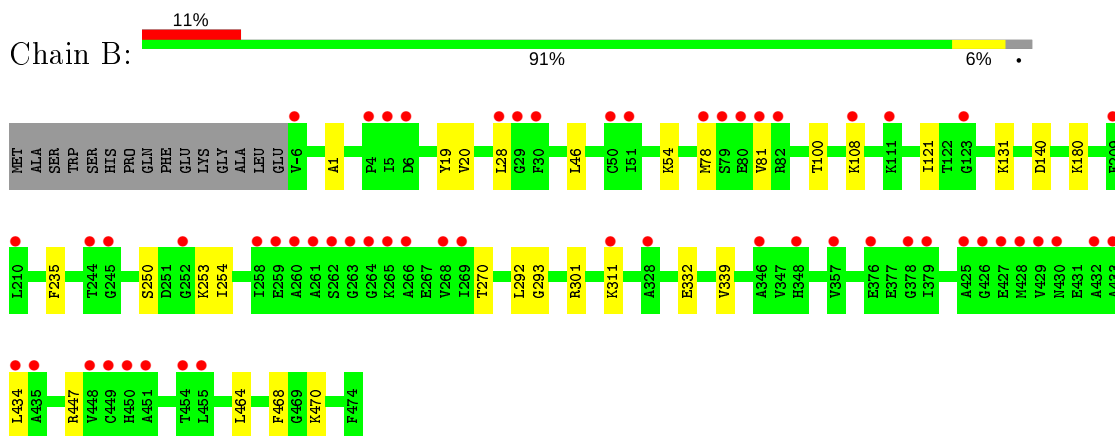 11%
Chain B:
91% 6% •
MET ALA SER TRP SER HIS PRO GLN PHE GLU LYS GLY ALA LEU GLU V-6 A1 P4 I5 D6 Y19 V20 L28 G29 F30 L46 C50 I51 K54 M78 S79 E80 V81 R82 T100 K108 K111 I121 T122 G123 K131 D140 K180
L210 F235 T244 G245 S250 D251 G252 K253 I254 I258 E259 A260 A261 S262 G263 G264 K265 A266 E267 V268 I269 T270 L292 G293 R301 K311 A328 E332 V339 A346 V347 H348 V357 E376 E377 G378 I379 A425 G426 E427 M428 V429 N430 E431 A432 A433
L434 A435 R447 V448 C449 H450 A451 T454 L455 L464 F468 G469 K470 F474